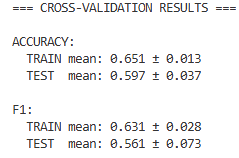 === CROSS-VALIDATION RESULTS ===
ACCURACY:
TRAIN mean: 0.651 ± 0.013
TEST  mean: 0.597 ± 0.037
F1:
TRAIN mean: 0.631 ± 0.028
TEST  mean: 0.561 ± 0.073